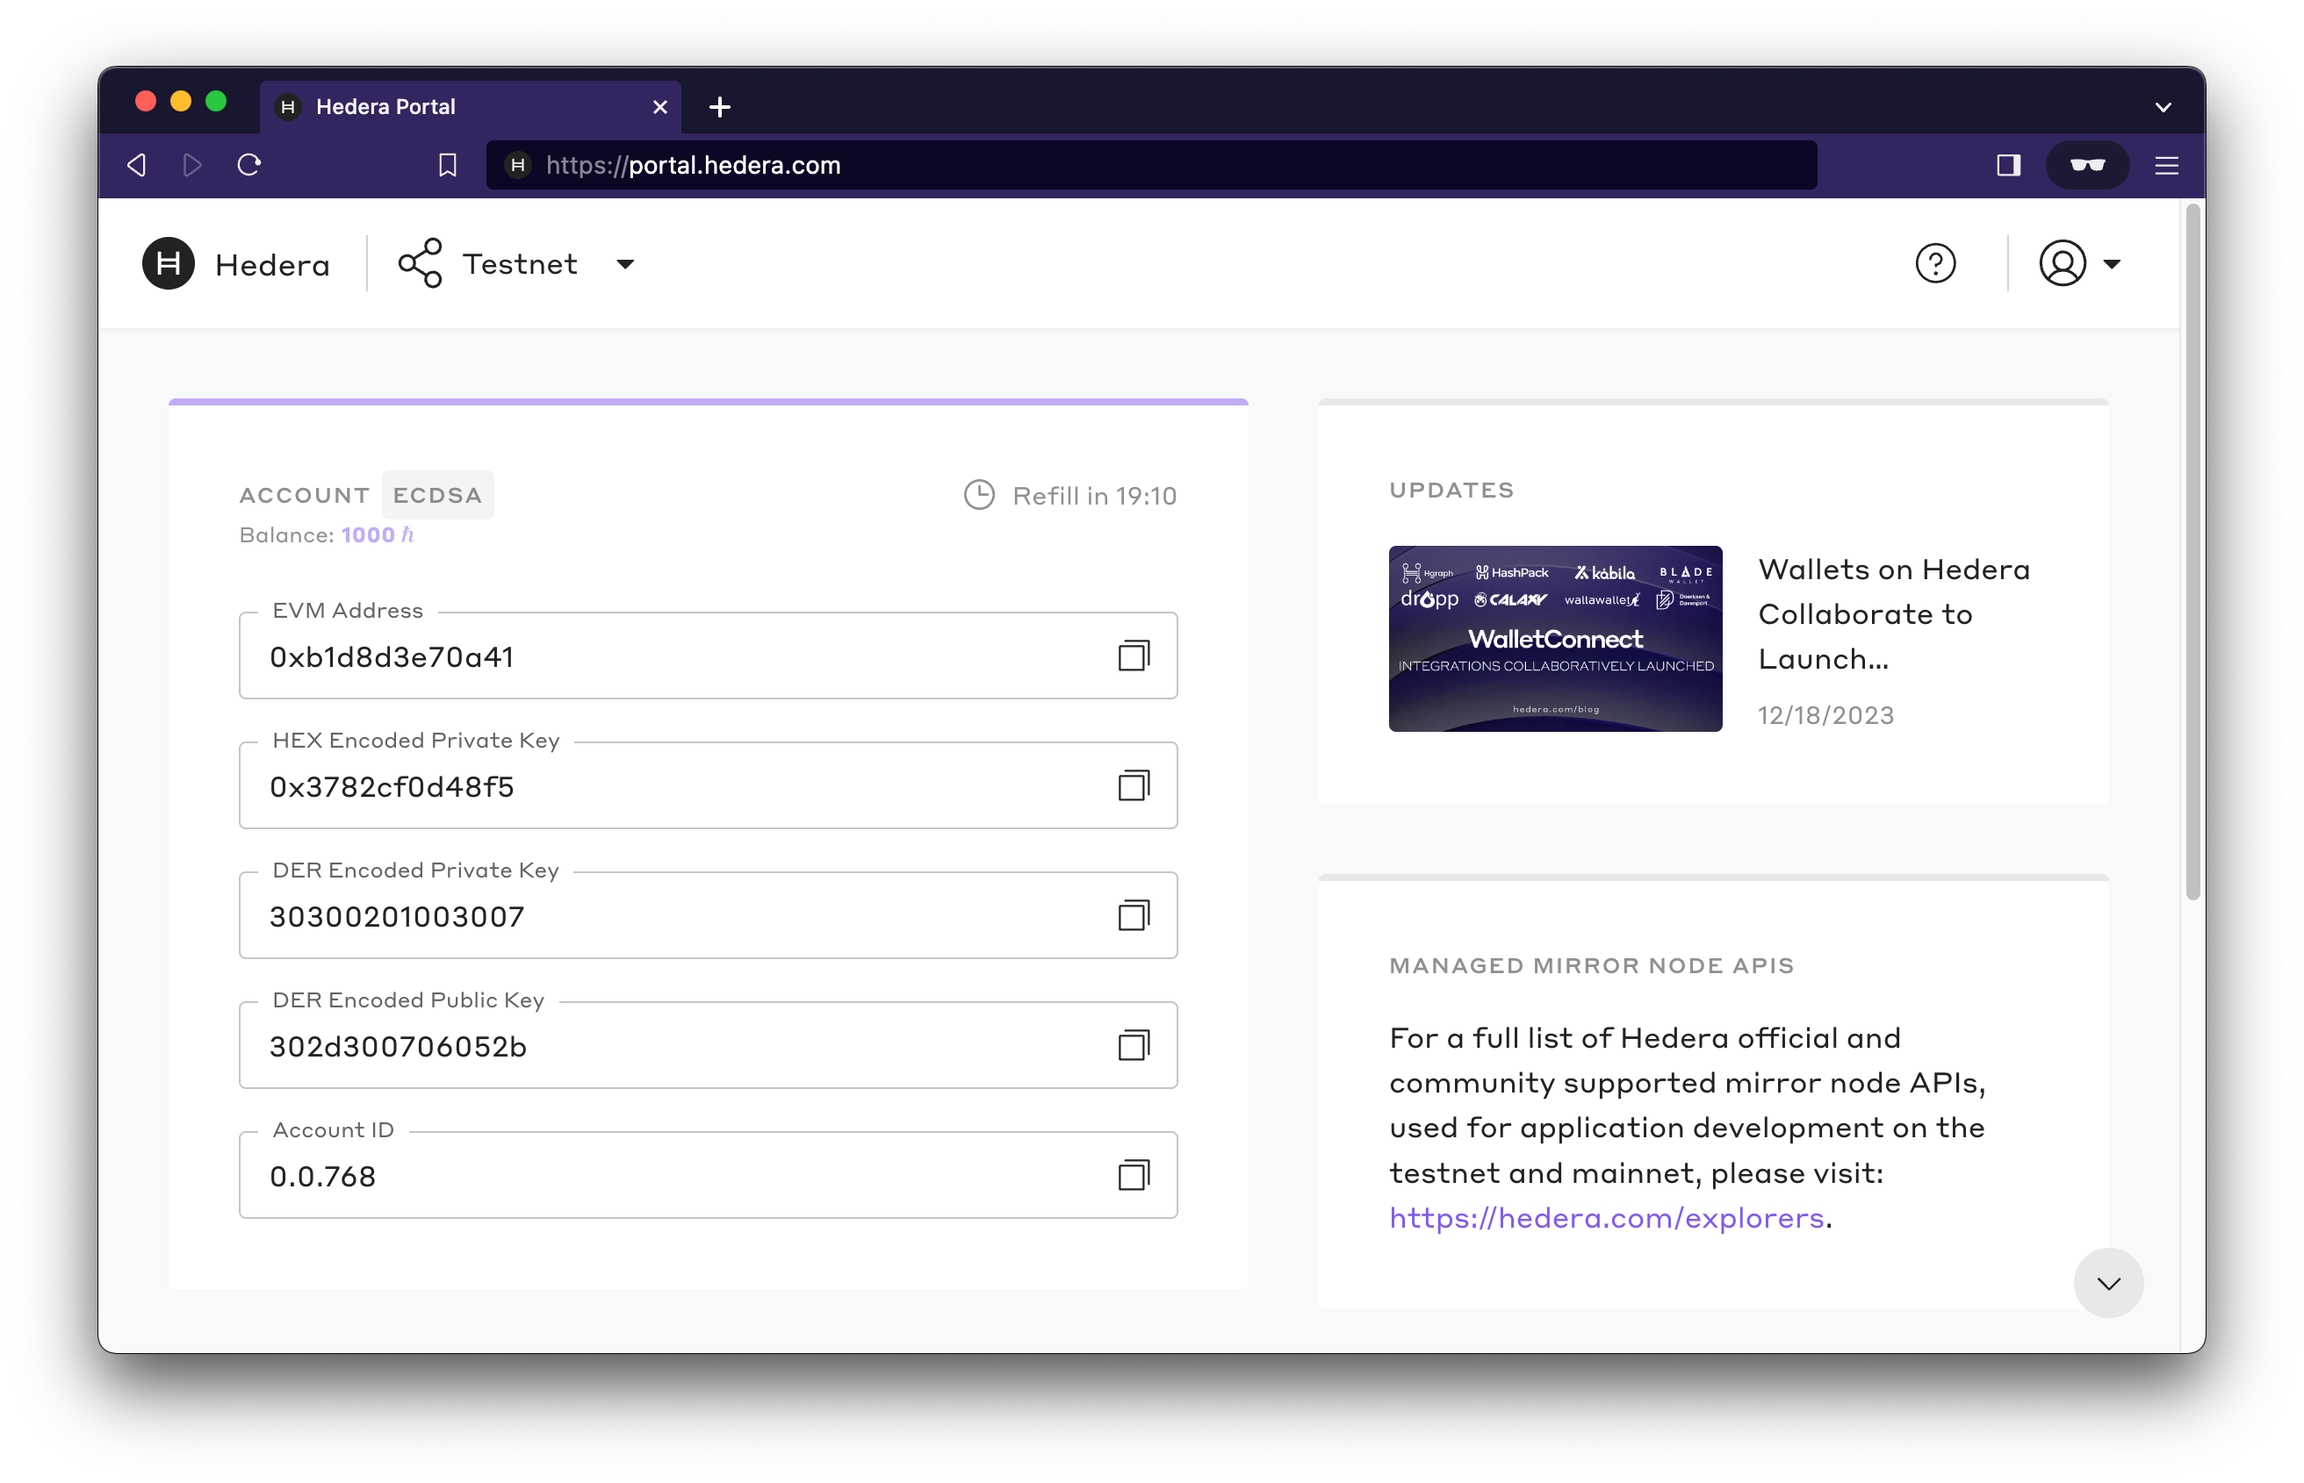 Hedera Portal
https://portal.hedera.com
Hedera
Testnet
ACCOUNT ECDSA
Refill in 19:10
Balance: 1000 ℏ
EVM Address
0xb1d8d3e70a41
HEX Encoded Private Key
0x3782cf0d48f5
DER Encoded Private Key
30300201003007
DER Encoded Public Key
302d300706052b
Account ID
0.0.768
UPDATES
Hgraph HashPack kabila BLADE
WALLET
dropp GALAXY wallawallet Doerksen &
Davenport
WalletConnect
INTEGRATIONS COLLABORATIVELY LAUNCHED
hedera.com/blog
Wallets on Hedera
Collaborate to
Launch...
12/18/2023
MANAGED MIRROR NODE APIS
For a full list of Hedera official and
community supported mirror node APIs,
used for application development on the
testnet and mainnet, please visit:
https://hedera.com/explorers.